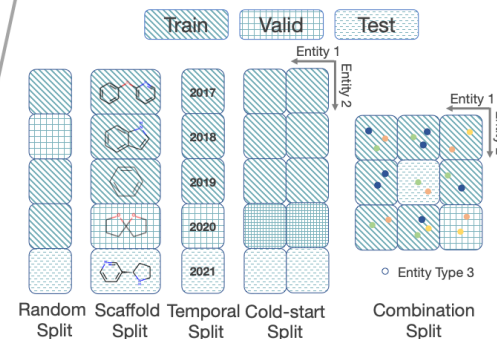 Train Valid Test
Entity 1
Entity 2
2017
2018
2019
2020
2021
Entity 1
Entity Type 3
Random Split
Scaffold Split
Temporal Split
Cold-start Split
Combination Split